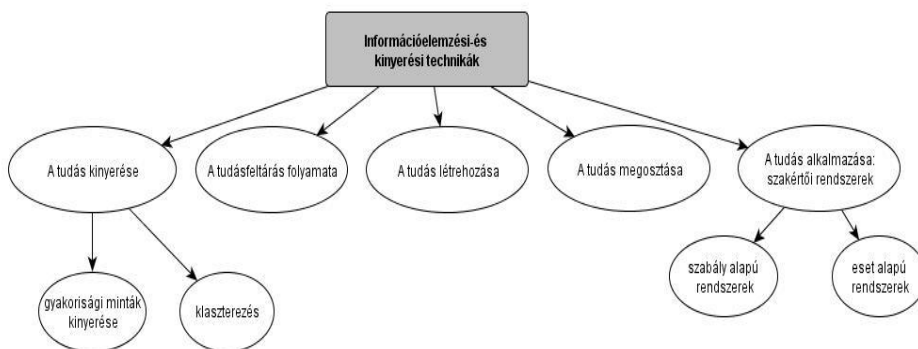 Információelemzési-és
kinyerési technikák
A tudás kinyerése
A tudásfeltárás folyamata
A tudás létrehozása
A tudás megosztása
A tudás alkalmazása:
szakértői rendszerek
gyakorisági minták
kinyerése
klaszterezés
szabály alapú
rendszerek
eset alapú
rendszerek